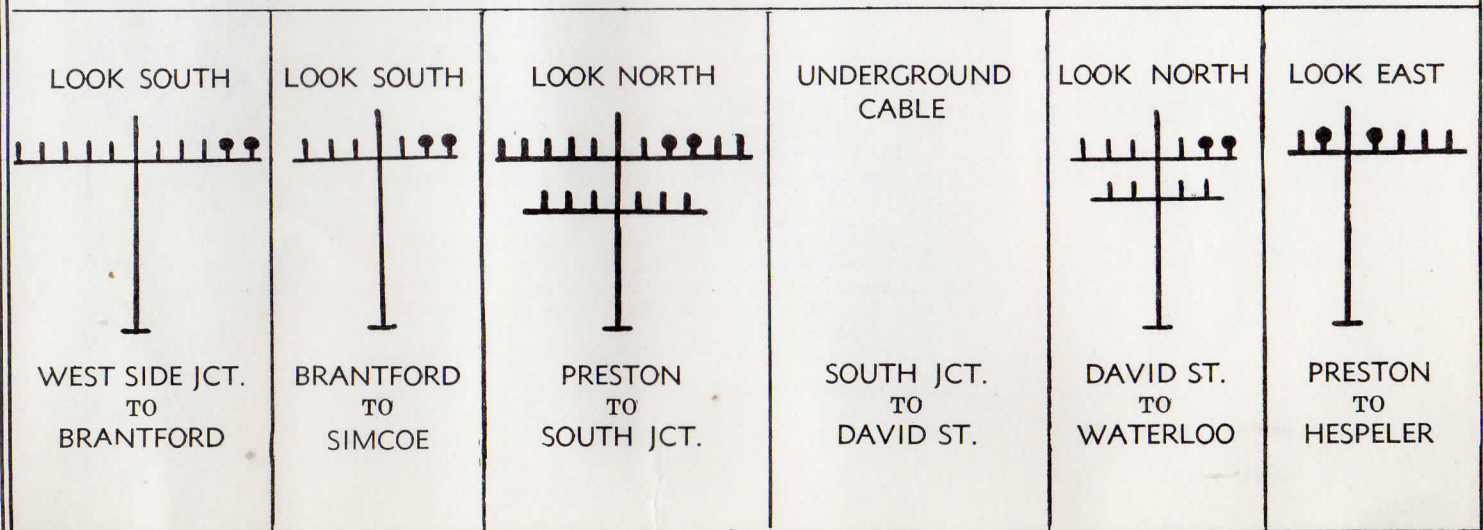 LOOK SOUTH
WEST SIDE JCT.
TO
BRANTFORD
LOOK SOUTH
BRANTFORD
TO
SIMCOE
LOOK NORTH
PRESTON
TO
SOUTH JCT.
UNDERGROUND
CABLE
SOUTH JCT.
TO
DAVID ST.
LOOK NORTH
DAVID ST.
TO
WATERLOO
LOOK EAST
PRESTON
TO
HESPELER